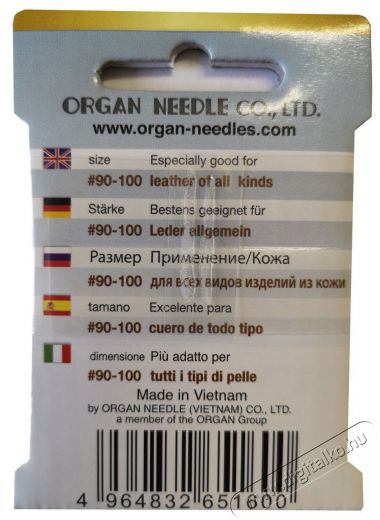 ORGAN NEEDLE CO., LTD.
www.organ-needles.com
size Especially good for
#90-100 leather of all kinds
Stärke Bestens geeignet für
#90-100 Leder allgemein
Размер Применение/Кожа
#90-100 для всех видов изделий из кожи
tamano Excelente para
#90-100 cuero de todo tipo
dimensione Più adatto per
#90-100 tutti i tipi di pelle
Made in Vietnam
by ORGAN NEEDLE (VIETNAM) CO., LTD.
a member of the ORGAN Group
4 964832 651600
www.digitalko.hu